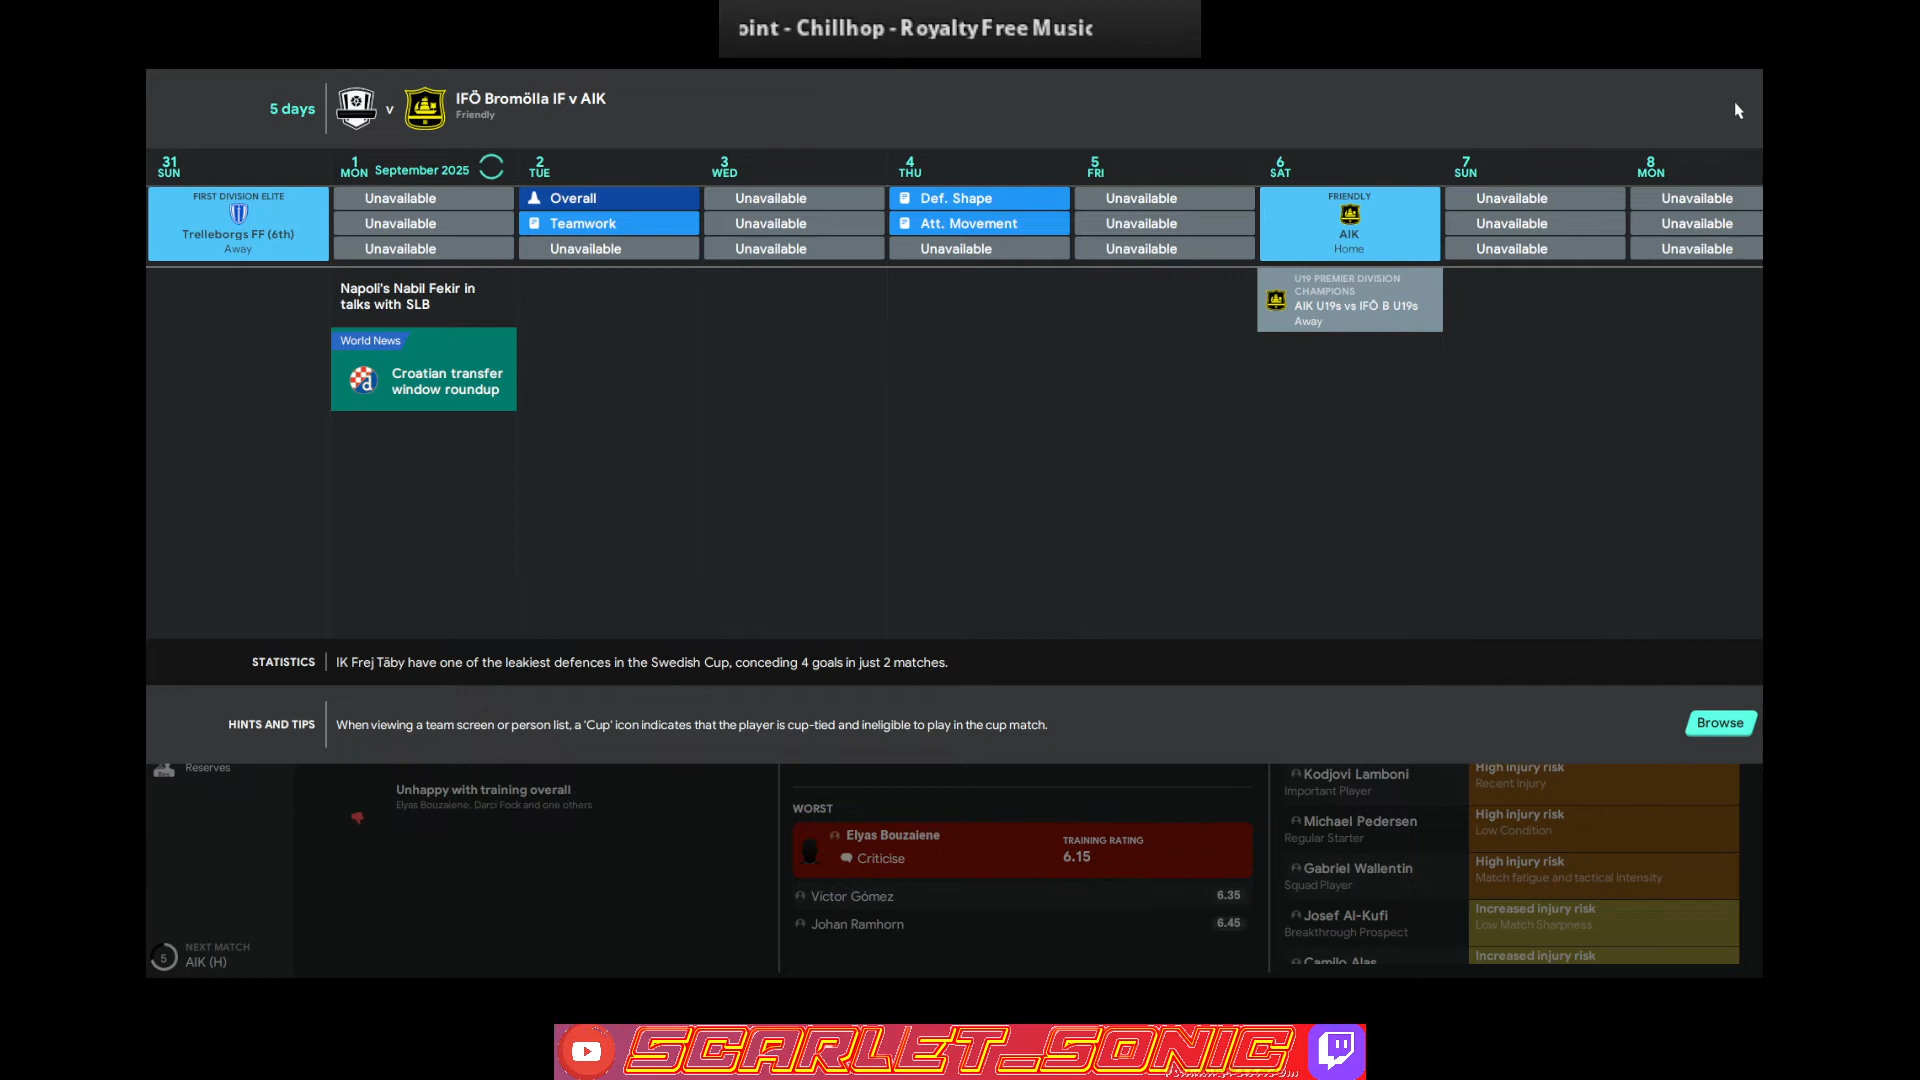 oint - Chillhop - Royalty Free Music
5 days
v
IFÖ Bromölla IF v AIK
Friendly
31 SUN
1 MON September 2025
2 TUE
3 WED
4 THU
5 FRI
6 SAT
7 SUN
8 MON
FIRST DIVISION ELITE
Trelleborgs FF (6th)
Away
Unavailable
Unavailable
Unavailable
Overall
Teamwork
Unavailable
Unavailable
Unavailable
Unavailable
Def. Shape
Att. Movement
Unavailable
Unavailable
Unavailable
Unavailable
FRIENDLY
AIK
Home
Unavailable
Unavailable
Unavailable
Unavailable
Unavailable
Unavailable
Napoli's Nabil Fekir in
talks with SLB
World News
Croatian transfer
window roundup
U19 PREMIER DIVISION
CHAMPIONS
AIK U19s vs IFÖ B U19s
Away
STATISTICS
IK Frej Täby have one of the leakiest defences in the Swedish Cup, conceding 4 goals in just 2 matches.
HINTS AND TIPS
When viewing a team screen or person list, a 'Cup' icon indicates that the player is cup-tied and ineligible to play in the cup match.
Browse
Reserves
Unhappy with training overall
Elyas Bouzaiene, Darci Fock and one others
WORST
Elyas Bouzaiene
Criticise
TRAINING RATING
6.15
Víctor Gómez
6.35
Johan Ramhorn
6.45
Kodjovi Lamboni
Important Player
High injury risk
Recent injury
Michael Pedersen
Regular Starter
High injury risk
Low Condition
Gabriel Wallentin
Squad Player
High injury risk
Match fatigue and tactical intensity
Josef Al-Kufi
Breakthrough Prospect
Increased injury risk
Low Match Sharpness
Camilo Alas
Increased injury risk
5
NEXT MATCH
AIK (H)
SCARLET_SONIC